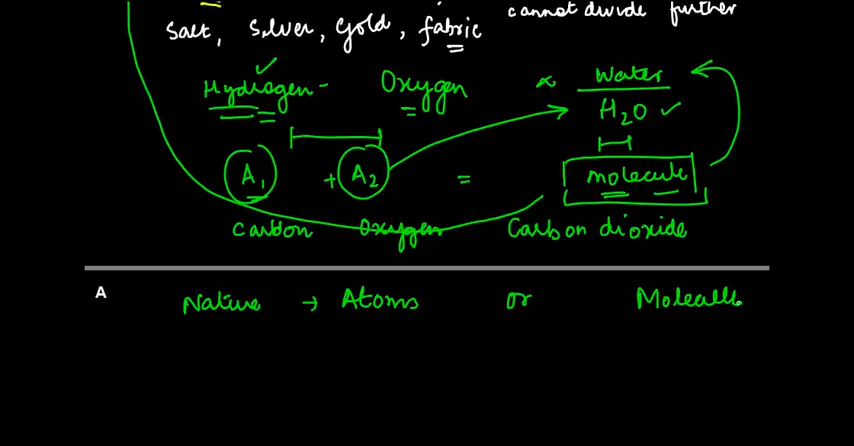 cannot divide further
Salt, Silver, Gold, fabric
Hydrogen - Oxygen Water
H2O
A1 + A2 = molecule
Carbon Oxygen Carbon dioxide
A Nature → Atoms or